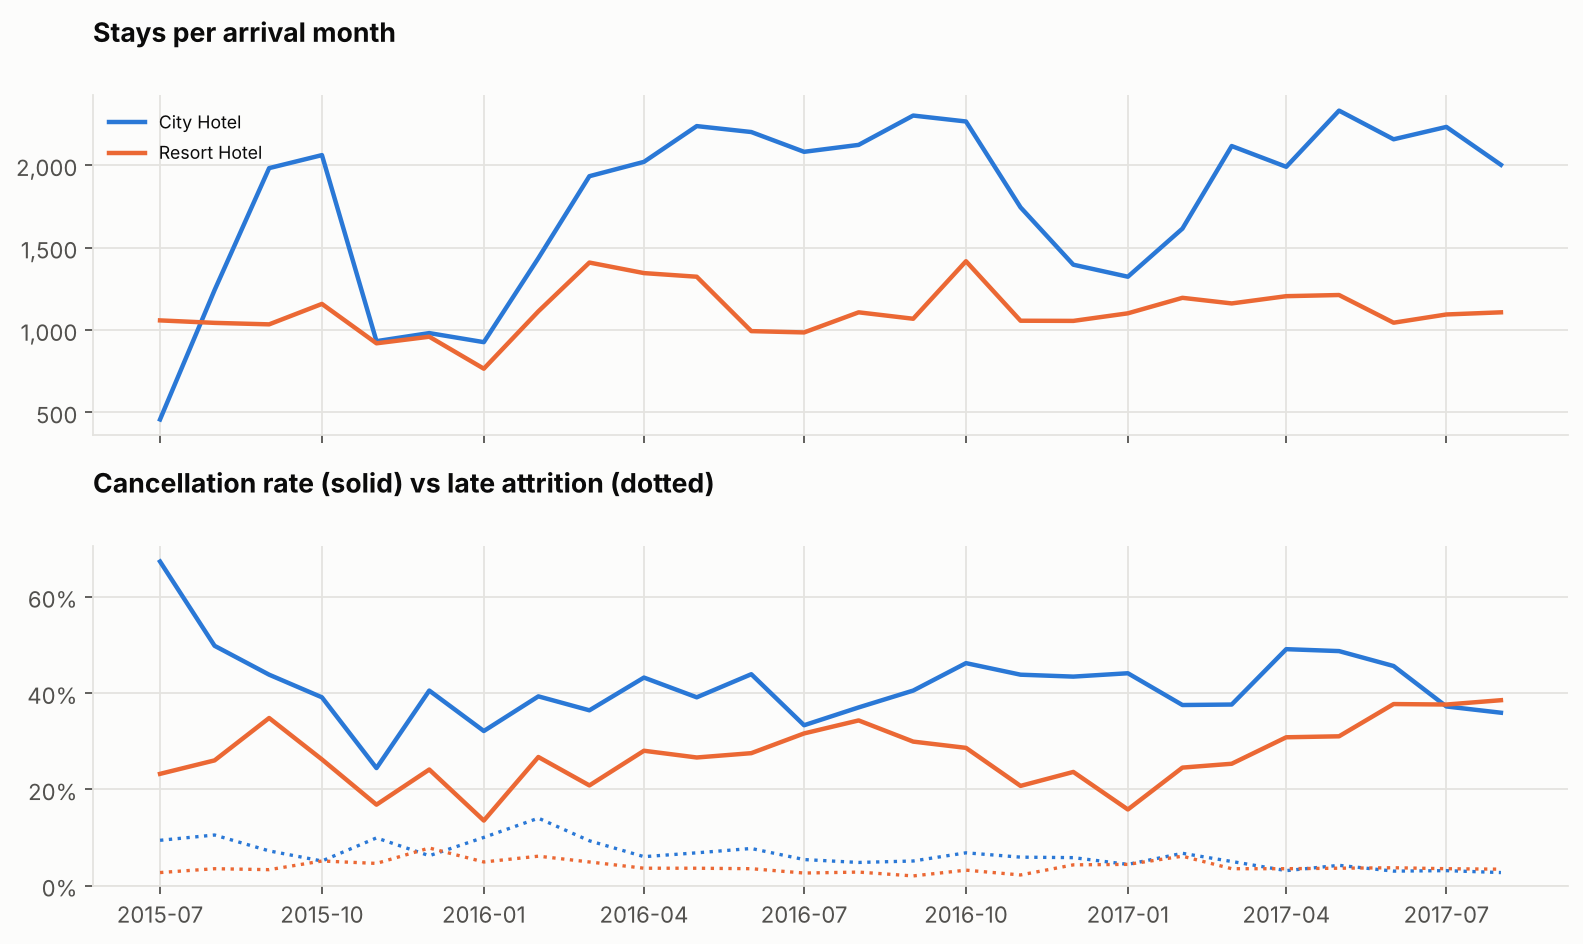 Stays per arrival month
City Hotel
Resort Hotel
2,000
1,500
1,000
500
Cancellation rate (solid) vs late attrition (dotted)
60%
40%
20%
0%
2015-07 2015-10 2016-01 2016-04 2016-07 2016-10 2017-01 2017-04 2017-07